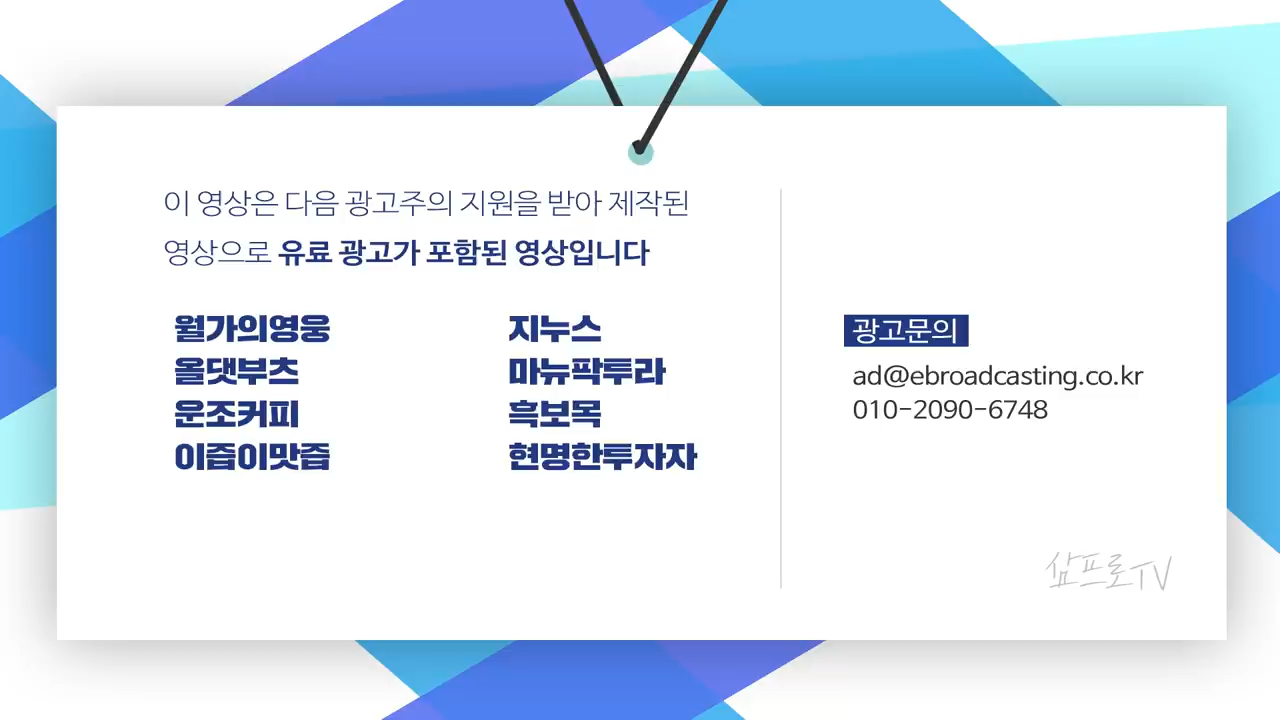 이 영상은 다음 광고주의 지원을 받아 제작된
영상으로 유료 광고가 포함된 영상입니다
월가의영웅
올댓부츠
운조커피
이즙이맛즙
지누스
마뉴팍투라
흑보목
현명한투자자
광고문의
ad@ebroadcasting.co.kr
010-2090-6748
삼프로TV